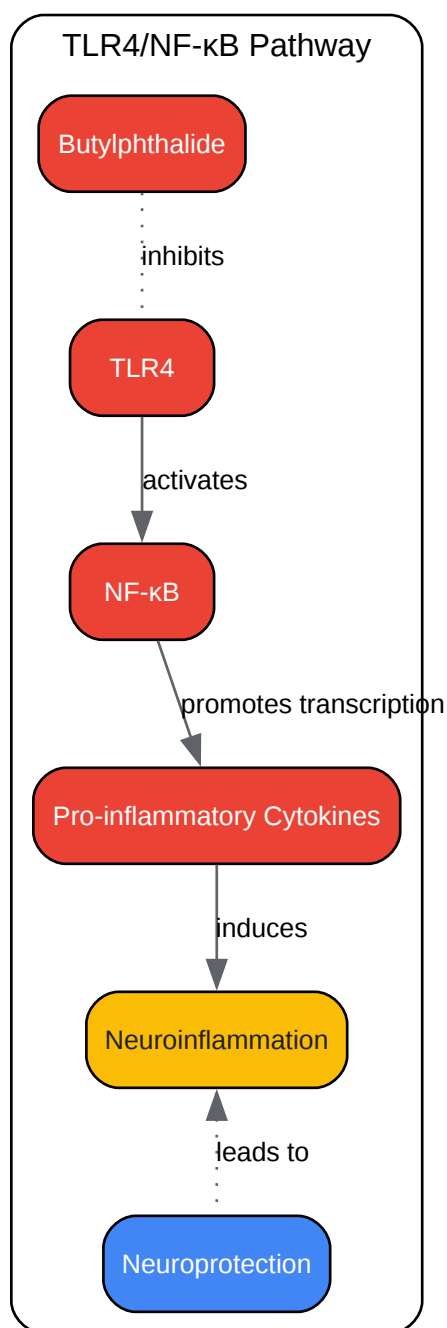 TLR4/NF-κB Pathway
Butylphthalide
inhibits
TLR4
activates
NF-κB
promotes transcription
Pro-inflammatory Cytokines
induces
Neuroinflammation
leads to
Neuroprotection